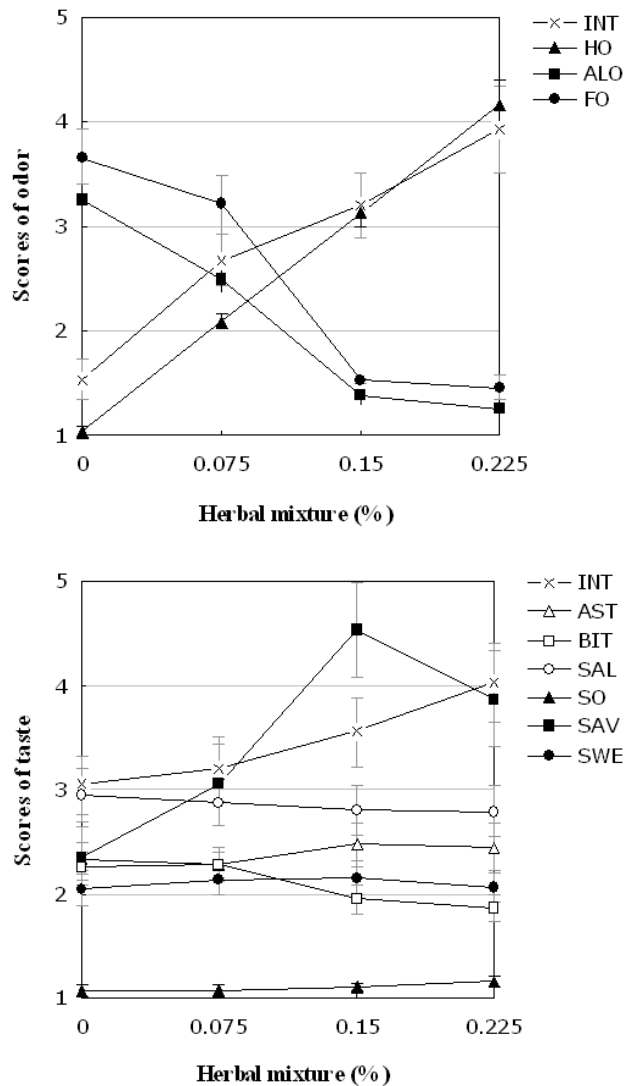 5
4
3
2
1
Scores of odor
0 0.075 0.15 0.225
Herbal mixture (%)
INT
HO
ALO
FO
5
4
3
2
1
Scores of taste
0 0.075 0.15 0.225
Herbal mixture (%)
INT
AST
BIT
SAL
SO
SAV
SWE